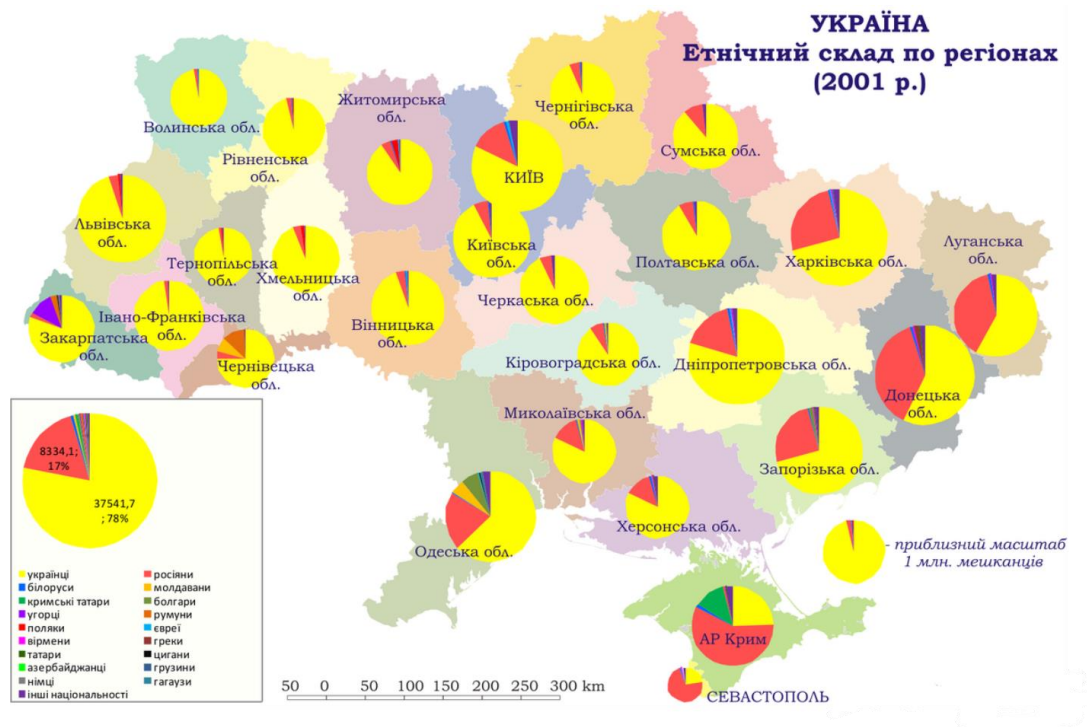 УКРАЇНА
Етнічний склад по регіонах
(2001 р.)
Житомирська
обл.
Волинська обл.
Рівненська
обл.
Чернігівська
обл.
Сумська обл.
КИЇВ
Львівська
обл.
Тернопільська
обл.
Хмельницька
обл.
Київська
обл.
Полтавська обл.
Харківська обл.
Луганська
обл.
Черкаська обл.
Івано-Франківська
обл.
Закарпатська
обл.
Вінницька
обл.
Чернівецька
обл.
Кіровоградська обл.
Дніпропетровська обл.
Донецька
обл.
Миколаївська обл.
Запорізька обл.
Херсонська обл.
Одеська обл.
- приблизний масштаб
1 млн. мешканців
АР Крим
СЕВАСТОПОЛЬ
8334,1;
17%
37541,7
; 78%
українці
росіяни
білоруси
молдавани
кримські татари
болгари
угорці
румуни
поляки
євреї
вірмени
греки
татари
цигани
азербайджанці
грузини
німці
гагаузи
інші національності
50 0 50 100 150 200 250 300 km